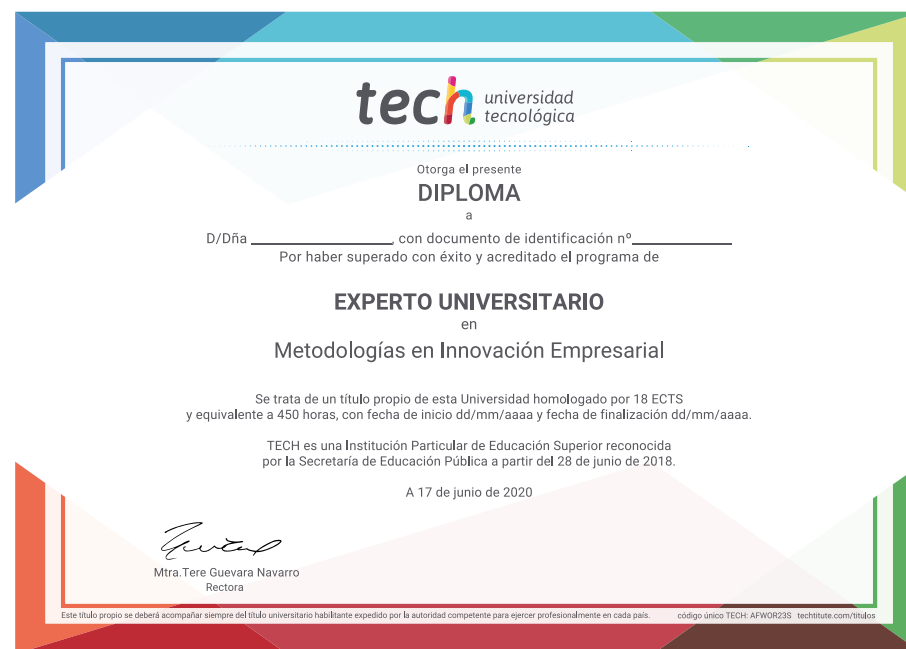 tech universidad
tecnológica
Otorga el presente
DIPLOMA
a
D/Dña ____________________, con documento de identificación nº______________
Por haber superado con éxito y acreditado el programa de
EXPERTO UNIVERSITARIO
en
Metodologías en Innovación Empresarial
Se trata de un título propio de esta Universidad homologado por 18 ECTS
y equivalente a 450 horas, con fecha de inicio dd/mm/aaaa y fecha de finalización dd/mm/aaaa.
TECH es una Institución Particular de Educación Superior reconocida
por la Secretaría de Educación Pública a partir del 28 de junio de 2018.
A 17 de junio de 2020
Mtra.Tere Guevara Navarro
Rectora
Este título propio se deberá acompañar siempre del título universitario habilitante expedido por la autoridad competente para ejercer profesionalmente en cada país. código único TECH: AFWOR23S techtitute.com/titulos